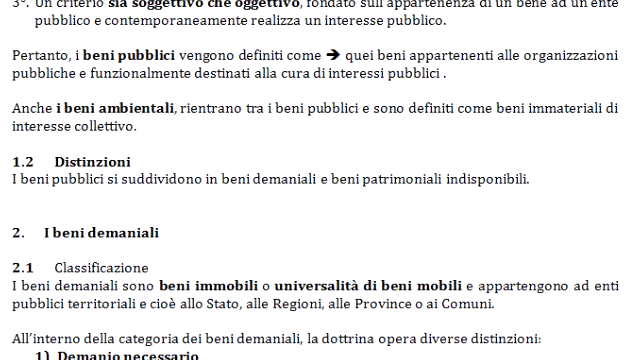 3°. Un criterio sia soggettivo che oggettivo, fondato sull'appartenenza di un bene ad un ente
pubblico e contemporaneamente realizza un interesse pubblico.
Pertanto, i beni pubblici vengono definiti come ➔ quei beni appartenenti alle organizzazioni
pubbliche e funzionalmente destinati alla cura di interessi pubblici .
Anche i beni ambientali, rientrano tra i beni pubblici e sono definiti come beni immateriali di
interesse collettivo.
1.2 Distinzioni
I beni pubblici si suddividono in beni demaniali e beni patrimoniali indisponibili.
2. I beni demaniali
2.1 Classificazione
I beni demaniali sono beni immobili o universalità di beni mobili e appartengono ad enti
pubblici territoriali e cioè allo Stato, alle Regioni, alle Province o ai Comuni.
All'interno della categoria dei beni demaniali, la dottrina opera diverse distinzioni:
1) Demanio necessario